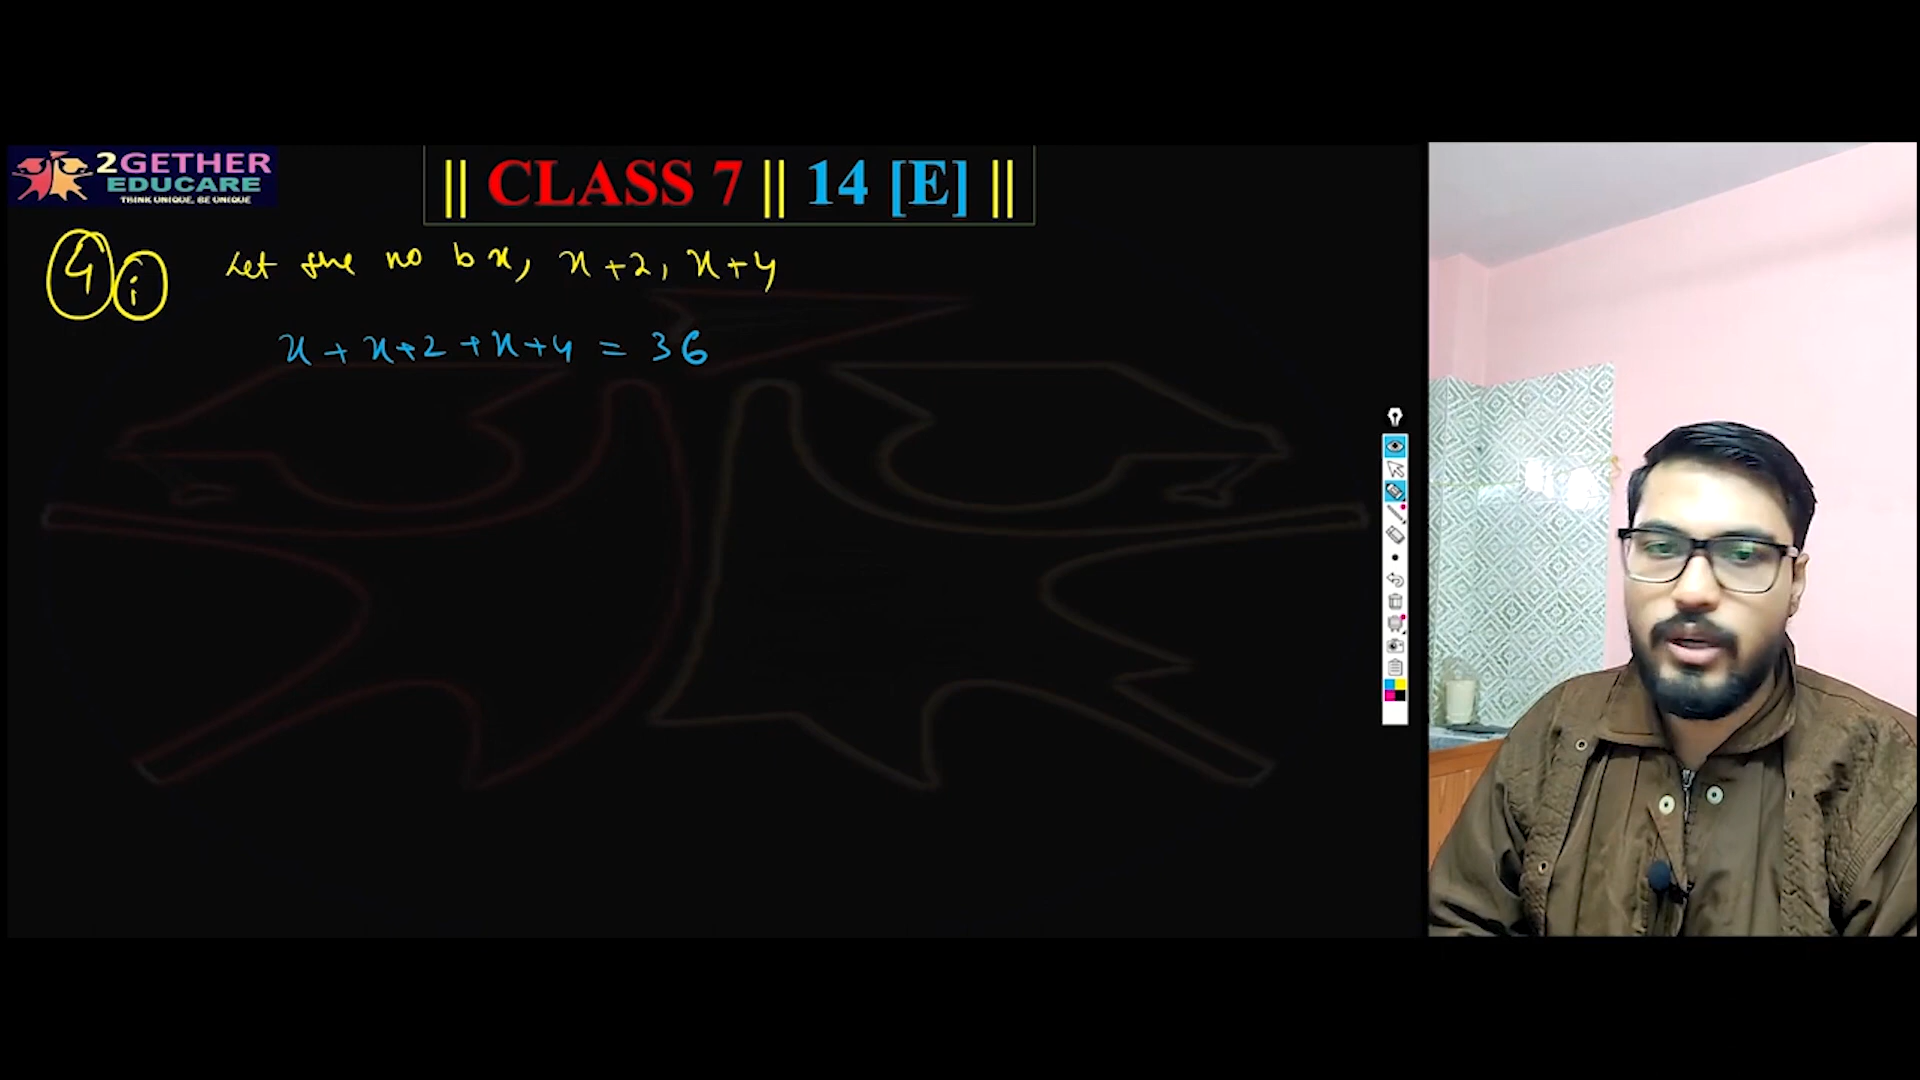 2GETHER
EDUCARE
THINK UNIQUE, BE UNIQUE
|| CLASS 7 || 14 [E] ||
4 i Let the no b x, x+2, x+4
x + x+2 + x+4 = 36